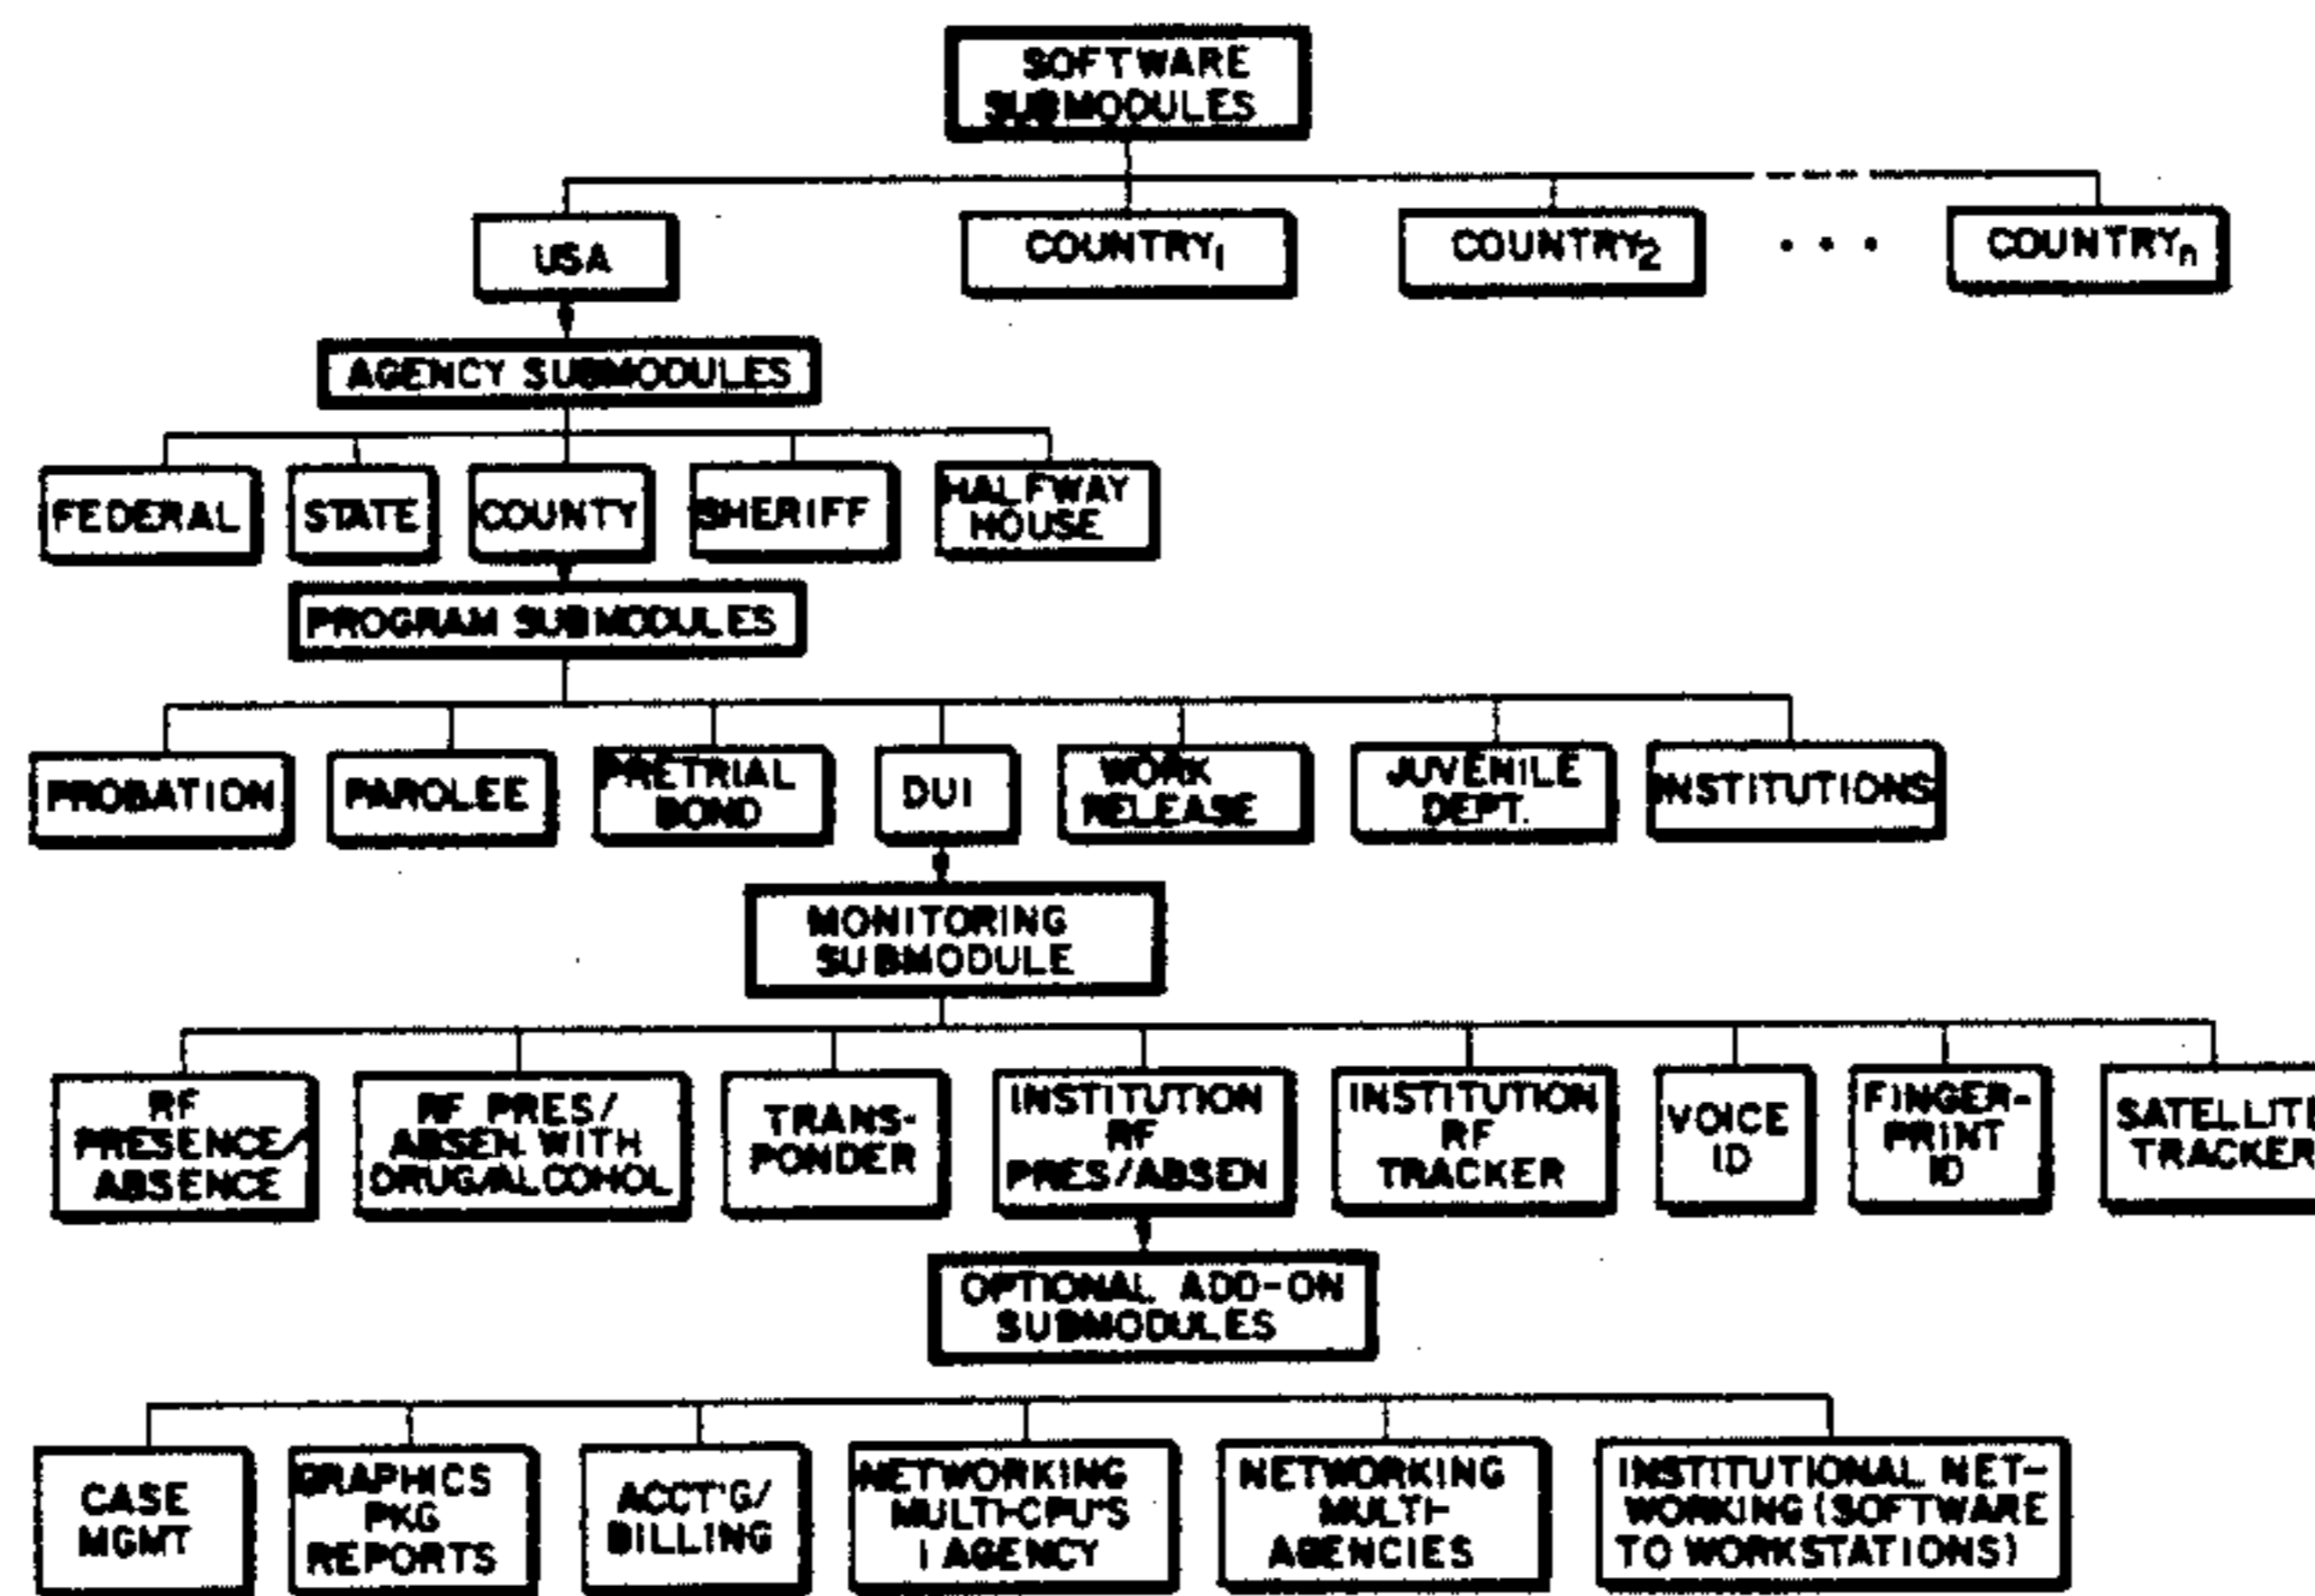 SOFTWARE
SUBMODULES
USA
COUNTRY1
COUNTRY2
...
COUNTRYn
AGENCY SUBMODULES
FEDERAL
STATE
COUNTY
SHERIFF
HALFWAY
HOUSE
PROGRAM SUBMODULES
PROBATION
PAROLEE
PRETRIAL
BOND
DUI
WORK
RELEASE
JUVENILE
DEPT.
INSTITUTIONS
MONITORING
SUBMODULE
RF
PRESENCE/
ABSENCE
RF PRES/
ABSEN. WITH
DRUG/ALCOHOL
TRANS-
PONDER
INSTITUTION
RF
PRES/ABSEN
INSTITUTION
RF
TRACKER
VOICE
ID
FINGER-
PRINT
ID
SATELLITE
TRACKER
OPTIONAL ADD-ON
SUBMODULES
CASE
MGMT
GRAPHICS
PKG
REPORTS
ACCT'G/
BILLING
NETWORKING
MULTI-CPU'S
1 AGENCY
NETWORKING
MULTI-
AGENCIES
INSTITUTIONAL NET-
WORKING (SOFTWARE
TO WORKSTATIONS)